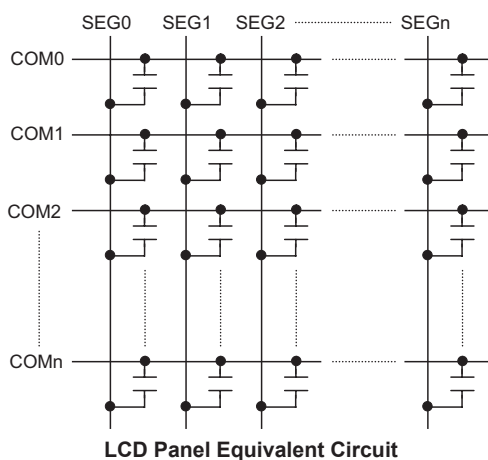 SEG0 SEG1 SEG2 SEGn
COM0
COM1
COM2
COMn
LCD Panel Equivalent Circuit